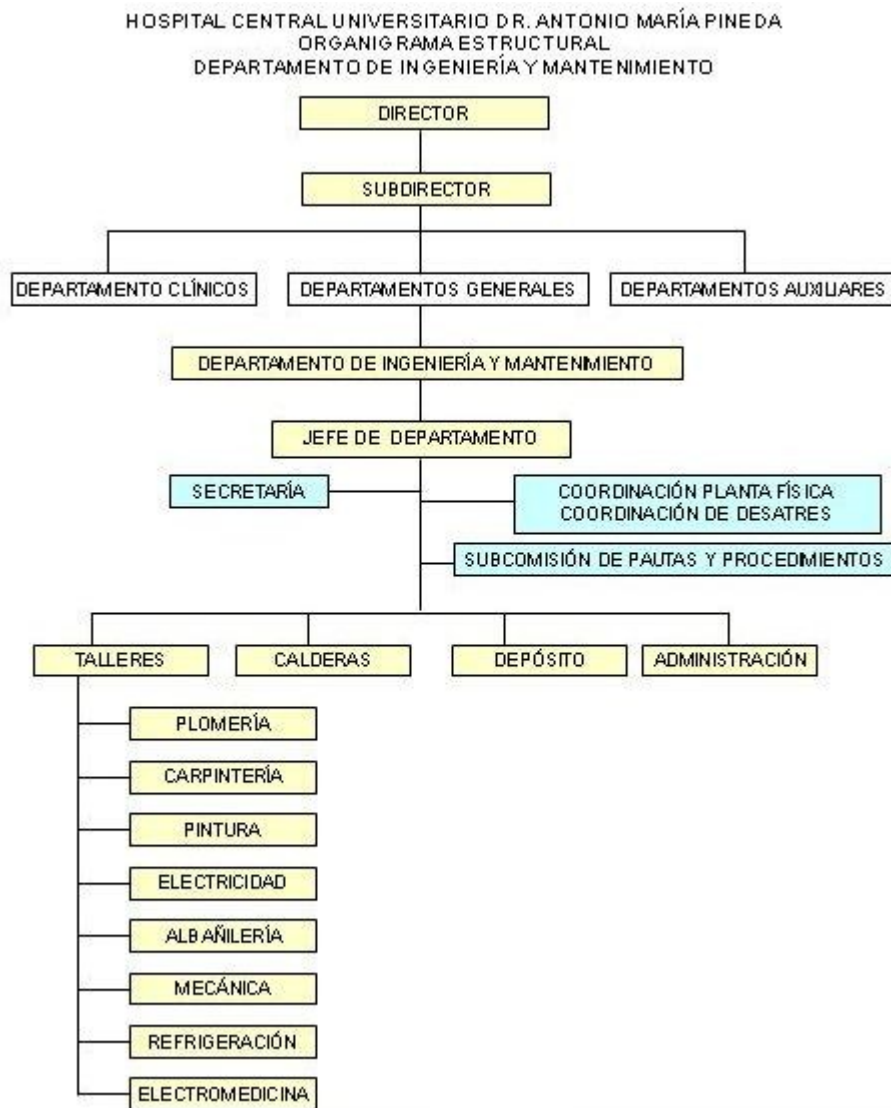 HOSPITAL CENTRAL UNIVERSITARIO DR. ANTONIO MARÍA PINEDA
ORGANIGRAMA ESTRUCTURAL
DEPARTAMENTO DE INGENIERÍA Y MANTENIMIENTO
DIRECTOR
SUBDIRECTOR
DEPARTAMENTO CLÍNICOS
DEPARTAMENTOS GENERALES
DEPARTAMENTOS AUXILIARES
DEPARTAMENTO DE INGENIERÍA Y MANTENIMIENTO
JEFE DE DEPARTAMENTO
SECRETARÍA
COORDINACIÓN PLANTA FÍSICA
COORDINACIÓN DE DESATRES
SUBCOMISIÓN DE PAUTAS Y PROCEDIMIENTOS
TALLERES
CALDERAS
DEPÓSITO
ADMINISTRACIÓN
PLOMERÍA
CARPINTERÍA
PINTURA
ELECTRICIDAD
ALBAÑILERÍA
MECÁNICA
REFRIGERACIÓN
ELECTROMEDICINA